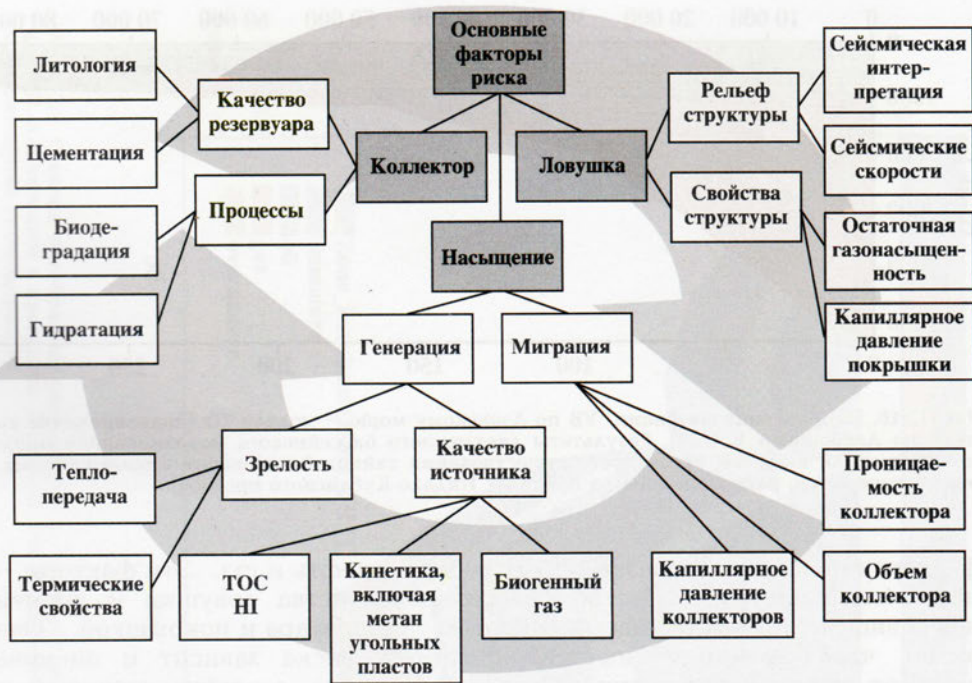 Основные
факторы
риска
Литология
Цементация
Биоде-
градация
Гидратация
Качество
резервуара
Процессы
Коллектор
Ловушка
Насыщение
Рельеф
структуры
Свойства
структуры
Сейсмическая
интер-
претация
Сейсмические
скорости
Остаточная
газонасыщен-
ность
Капиллярное
давление
покрышки
Генерация
Миграция
Тепло-
передача
Зрелость
Качество
Проницае-
мость
коллектора
Термические
свойства
TOC
HI
Кинетика,
включая
метан
угольных
пластов
Биогенный
газ
Капиллярное
давление
коллекторов
Объем
коллектора